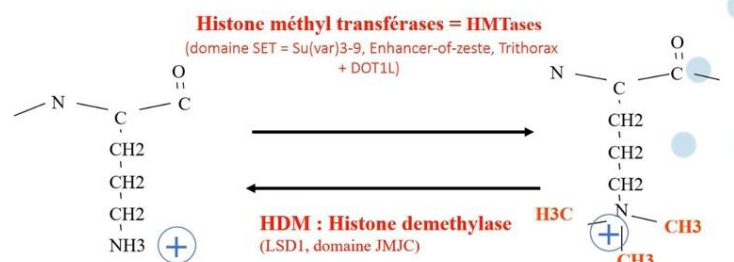 Histone méthyl transférases = HMTases
(domaine SET = Su(var)3-9, Enhancer-of-zeste, Trithorax
+ DOT1L)
O
N
C
C
CH2
CH2
CH2
NH3 +
HDM : Histone demethylase
(LSD1, domaine JMJC)
O
N
C
C
CH2
CH2
CH2
N
H3C
+
CH3
CH3